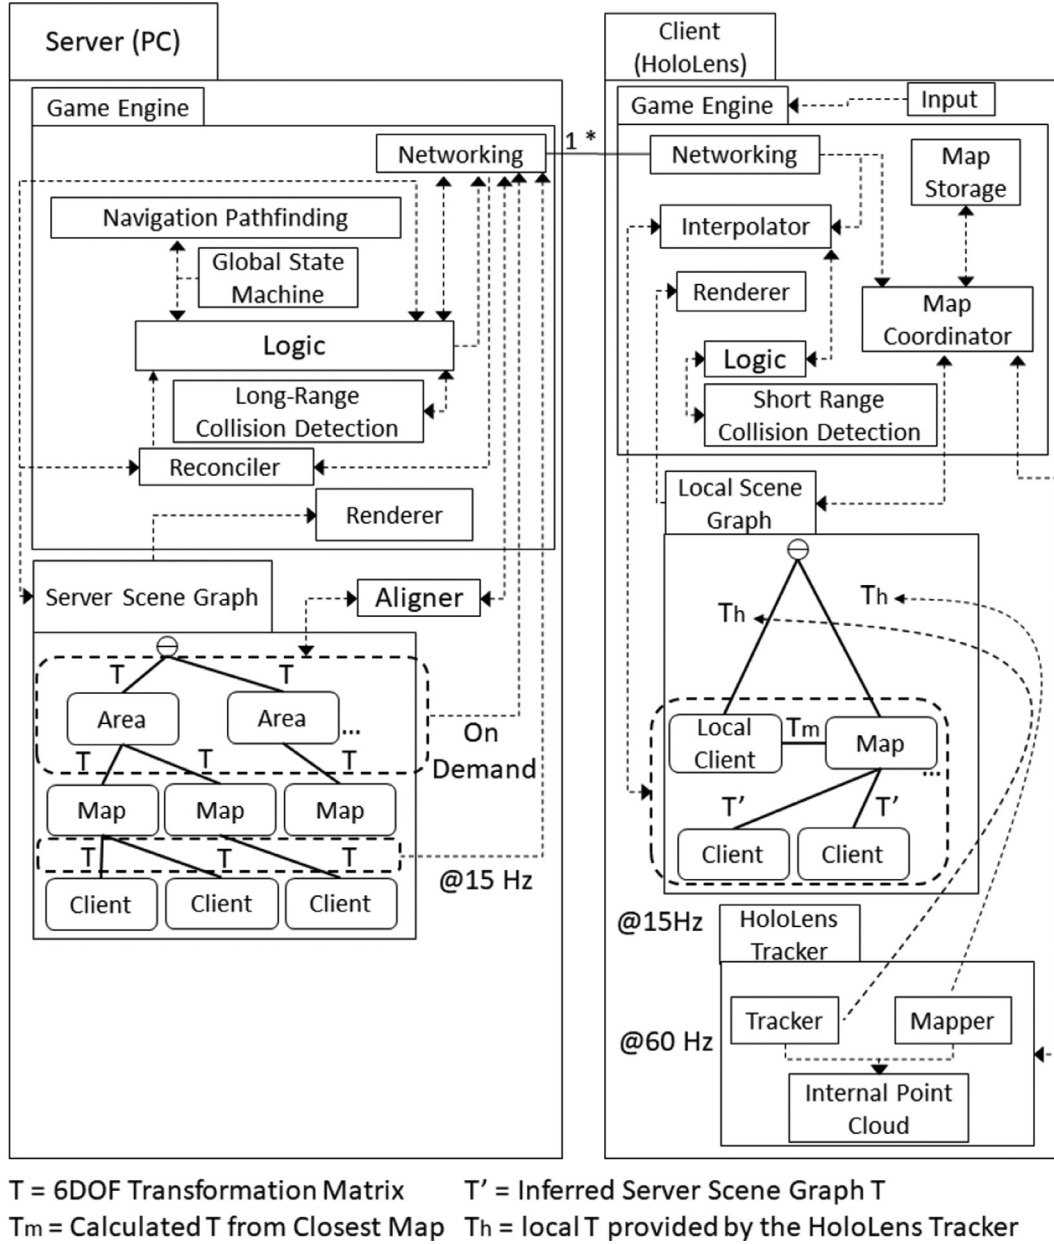 Server (PC)
Game Engine
Networking
1 *
Navigation Pathfinding
Global State
Machine
Logic
Long-Range
Collision Detection
Reconciler
Renderer
Server Scene Graph
Aligner
T
T
Area
Area
...
On
Demand
T
T
T
Map
Map
Map
T
T
T
@15 Hz
Client
Client
Client
Client
(HoloLens)
Game Engine
Input
Networking
Map
Storage
Interpolator
Renderer
Map
Coordinator
Logic
Short Range
Collision Detection
Local Scene
Graph
Th
Th
Local
Client
Tm
Map
...
T’
T’
Client
Client
@15Hz
HoloLens
Tracker
@60 Hz
Tracker
Mapper
Internal Point
Cloud
T = 6DOF Transformation Matrix
T’ = Inferred Server Scene Graph T
Tm = Calculated T from Closest Map
Th = local T provided by the HoloLens Tracker